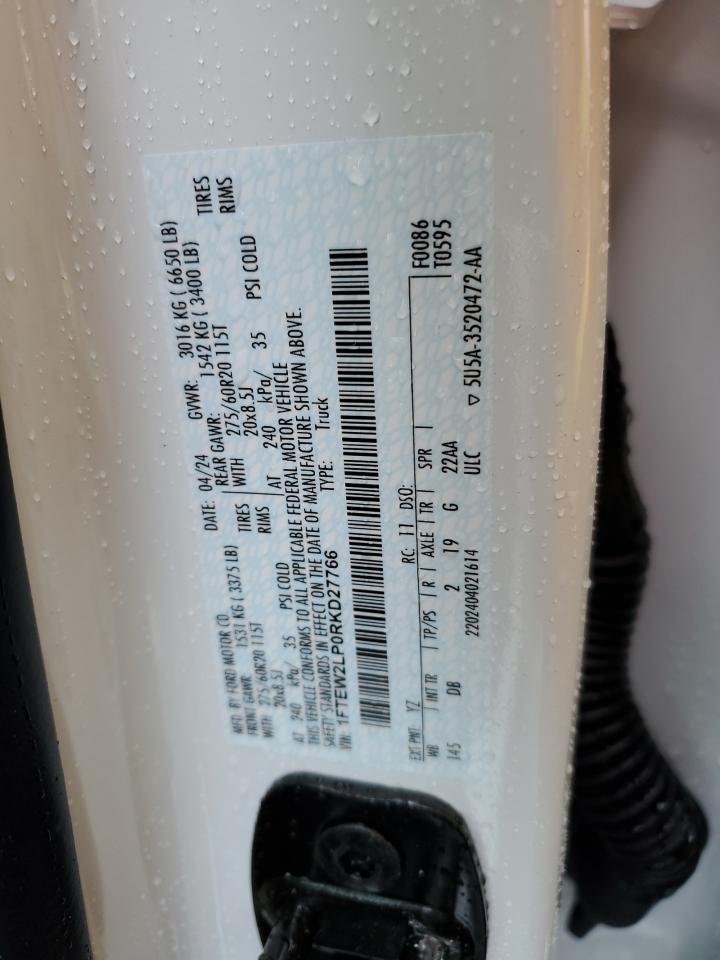 MFD. BY FORD MOTOR CO. DATE: 04/24 GVWR: 3016 KG ( 6650 LB)
FRONT GAWR: 1531 KG ( 3375 LB) REAR GAWR: 1542 KG ( 3400 LB)
WITH 275/60R20 115T TIRES WITH 275/60R20 115T TIRES
20x8.5J RIMS 20x8.5J RIMS
AT 240 kPa/ 35 PSI COLD AT 240 kPa/ 35 PSI COLD
THIS VEHICLE CONFORMS TO ALL APPLICABLE FEDERAL MOTOR VEHICLE
SAFETY STANDARDS IN EFFECT ON THE DATE OF MANUFACTURE SHOWN ABOVE.
VIN: 1FTEW2LP0RKD27766 TYPE: Truck
EXT PNT: YZ RC: 11 DSO: F0086
WB | INT TR | TP/PS | R | AXLE | TR | SPR | T0595
145 DB 2 19 G 22AA
2202404021614 ULC ▽ 5U5A-3520472-AA